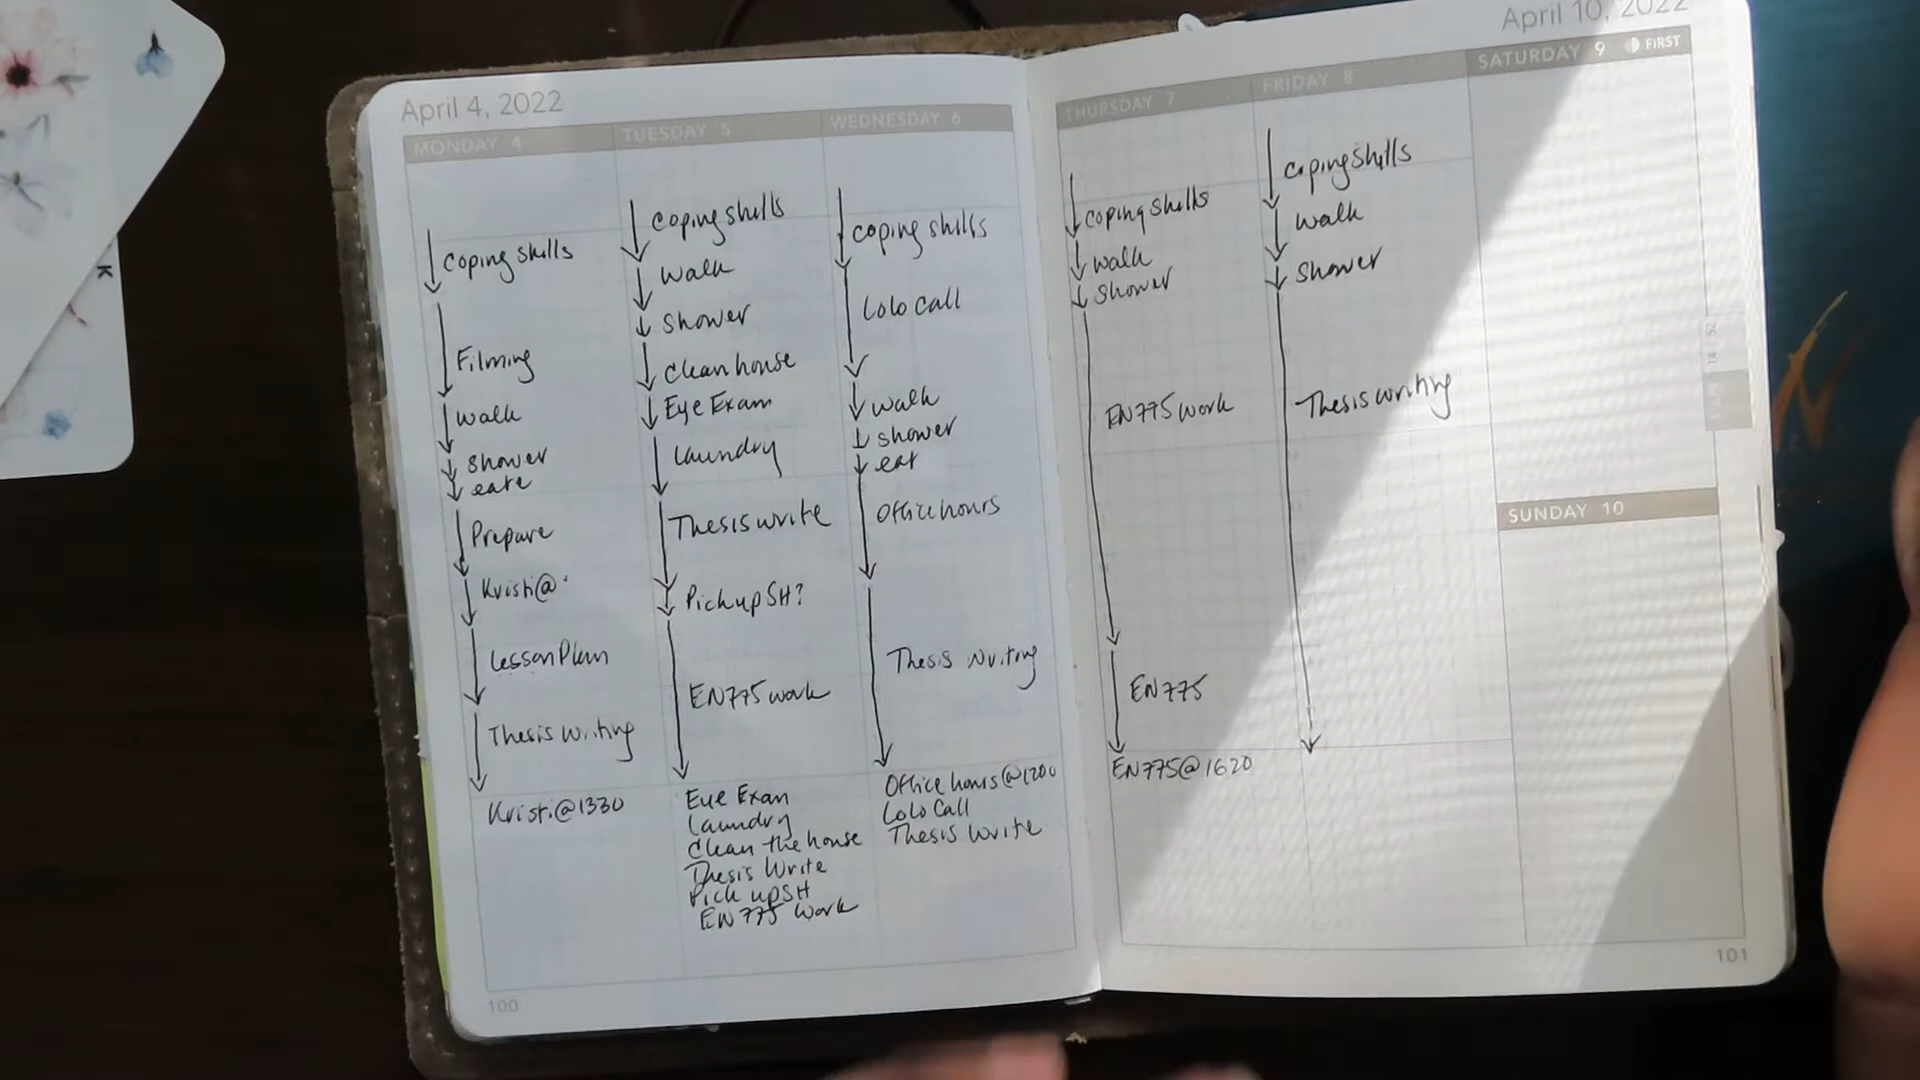 April 4, 2022
MONDAY 4
coping skills
Filming
walk
shower
eate
Prepare
Kristi@
Lesson Plan
Thesis writing
Kristi@1330
TUESDAY 5
coping skills
walk
shower
clean house
Eye Exam
Laundry
Thesis write
Pick up SH?
EN775 work
Eye Exam
Laundry
Clean the house
Thesis Write
Pick up SH
EN775 work
WEDNESDAY 6
coping skills
Lolo call
walk
shower
eat
Office hours
Thesis Writing
Office hours@1200
Lolo Call
Thesis Write
100
April 10, 2022
THURSDAY 7
coping skills
walk
shower
EN775 work
EN775
EN775@1620
FRIDAY 8
coping skills
walk
shower
Thesis writing
SATURDAY 9 FIRST
SUNDAY 10
101
K